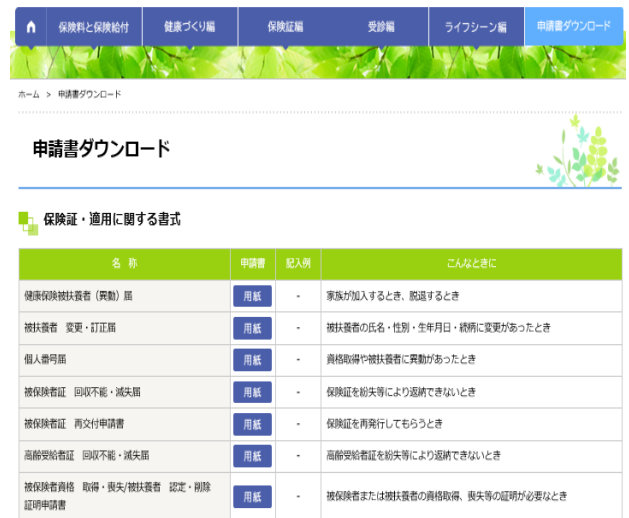 保険料と保険給付 健康づくり編 保険証編 受診編 ライフシーン編 申請書ダウンロード
ホーム > 申請書ダウンロード
申請書ダウンロード
保険証・適用に関する書式
名 称 申請書 記入例 こんなときに
健康保険被扶養者（異動）届 用紙 - 家族が加入するとき、脱退するとき
被扶養者 変更・訂正届 用紙 - 被扶養者の氏名・性別・生年月日・続柄に変更があったとき
個人番号届 用紙 - 資格取得や被扶養者に異動があったとき
被保険者証 回収不能・滅失届 用紙 - 保険証を紛失等により返納できないとき
被保険者証 再交付申請書 用紙 - 保険証を再発行してもらうとき
高齢受給者証 回収不能・滅失届 用紙 - 高齢受給者証を紛失等により返納できないとき
被保険者資格 取得・喪失/被扶養者 認定・削除
証明申請書 用紙 - 被保険者または被扶養者の資格取得、喪失等の証明が必要なとき